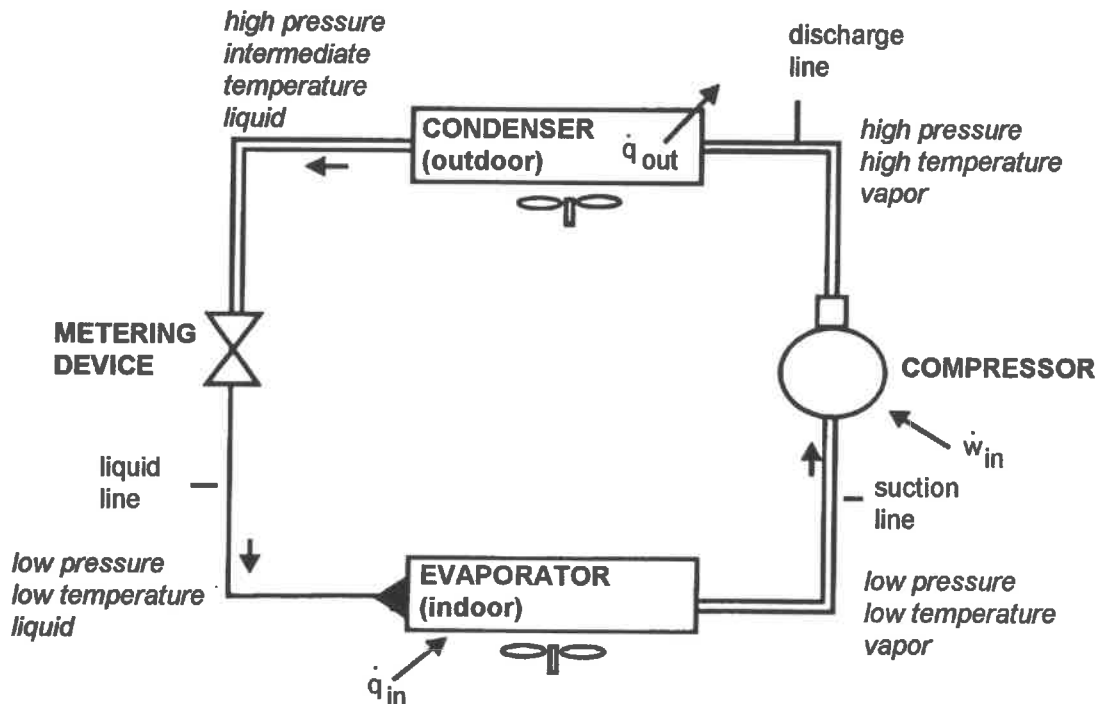 high pressure
intermediate
temperature
liquid
discharge
line
CONDENSER
(outdoor)
q̇ out
high pressure
high temperature
vapor
METERING
DEVICE
COMPRESSOR
ẇ in
liquid
line
suction
line
low pressure
low temperature
liquid
EVAPORATOR
(indoor)
low pressure
low temperature
vapor
q̇ in